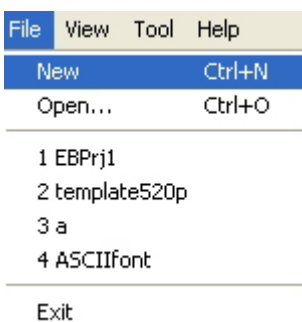 File View Tool Help
New Ctrl+N
Open... Ctrl+O
1 EBPrj1
2 template520p
3 a
4 ASCIIfont
Exit